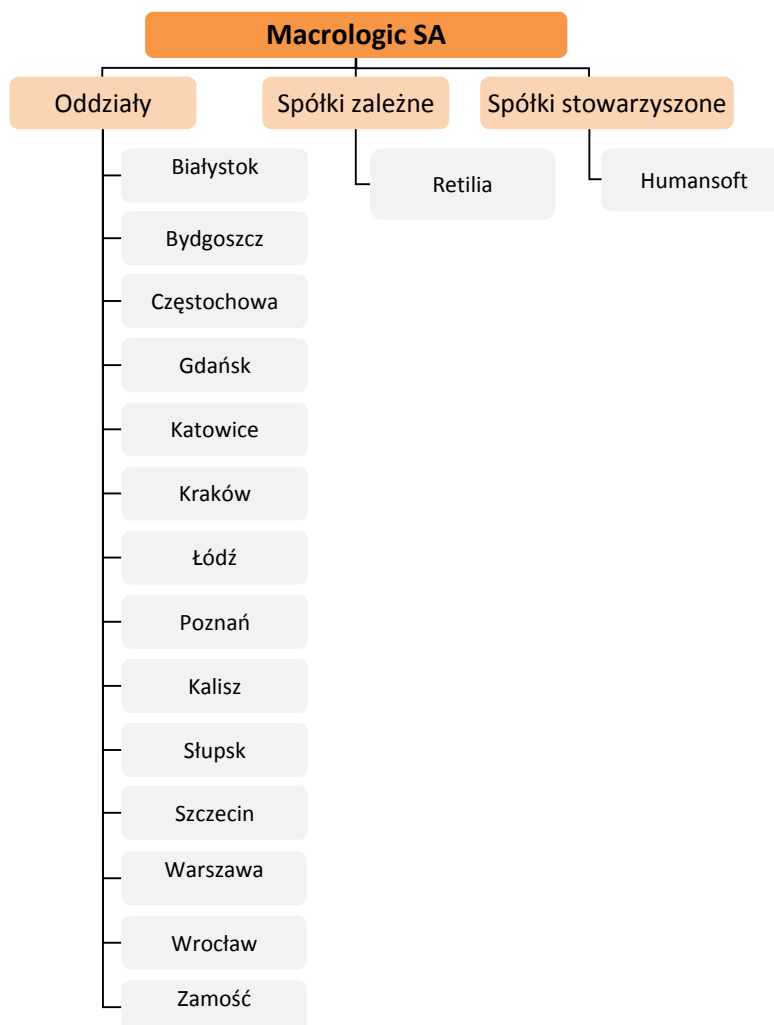 Macrologic SA
Oddziały
Spółki zależne
Spółki stowarzyszone
Białystok
Bydgoszcz
Częstochowa
Gdańsk
Katowice
Kraków
Łódź
Poznań
Kalisz
Słupsk
Szczecin
Warszawa
Wrocław
Zamość
Retilia
Humansoft